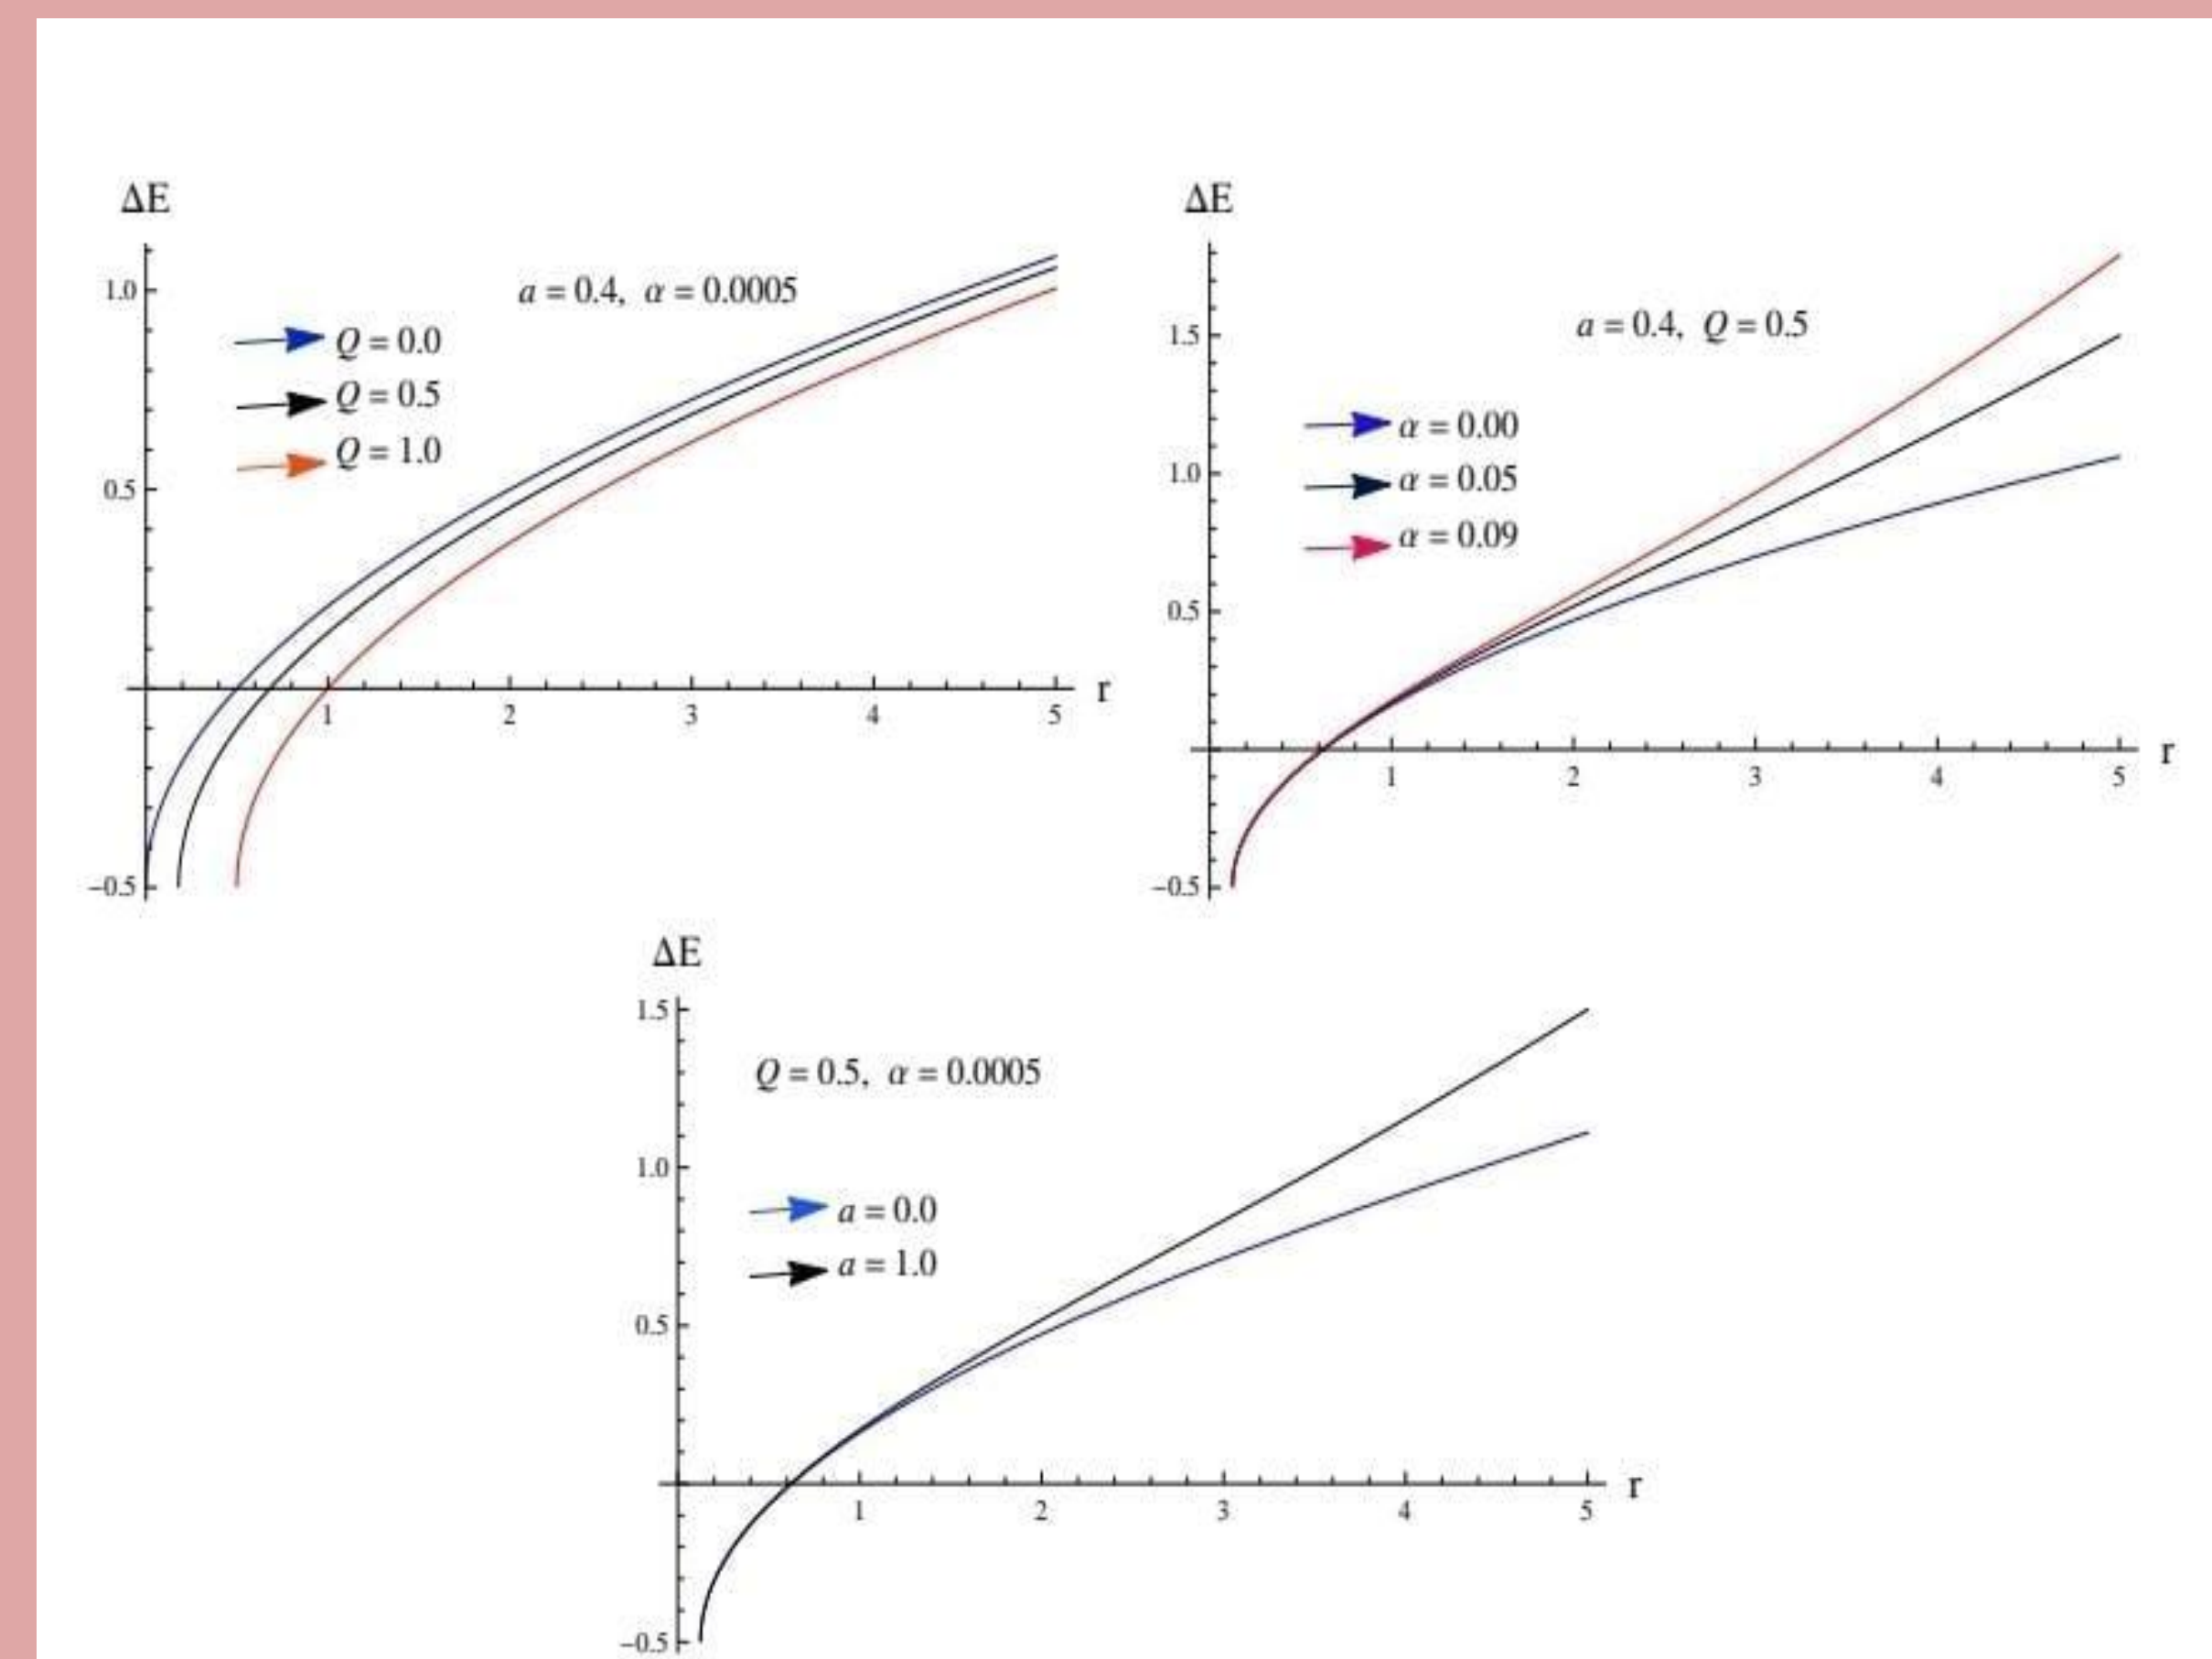 ΔE
1.0
0.5
−0.5
a = 0.4, α = 0.0005
Q = 0.0
Q = 0.5
Q = 1.0
1 2 3 4 5 r
ΔE
1.5
1.0
0.5
−0.5
a = 0.4, Q = 0.5
α = 0.00
α = 0.05
α = 0.09
1 2 3 4 5 r
ΔE
1.5
1.0
0.5
−0.5
Q = 0.5, α = 0.0005
a = 0.0
a = 1.0
1 2 3 4 5 r